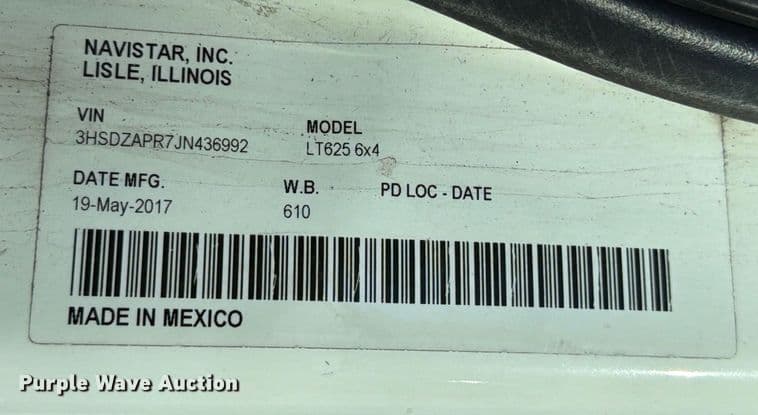 NAVISTAR, INC.
LISLE, ILLINOIS
VIN
3HSDZAPR7JN436992
MODEL
LT625 6x4
DATE MFG.
19-May-2017
W.B.
610
PD LOC - DATE
MADE IN MEXICO
Purple Wave Auction